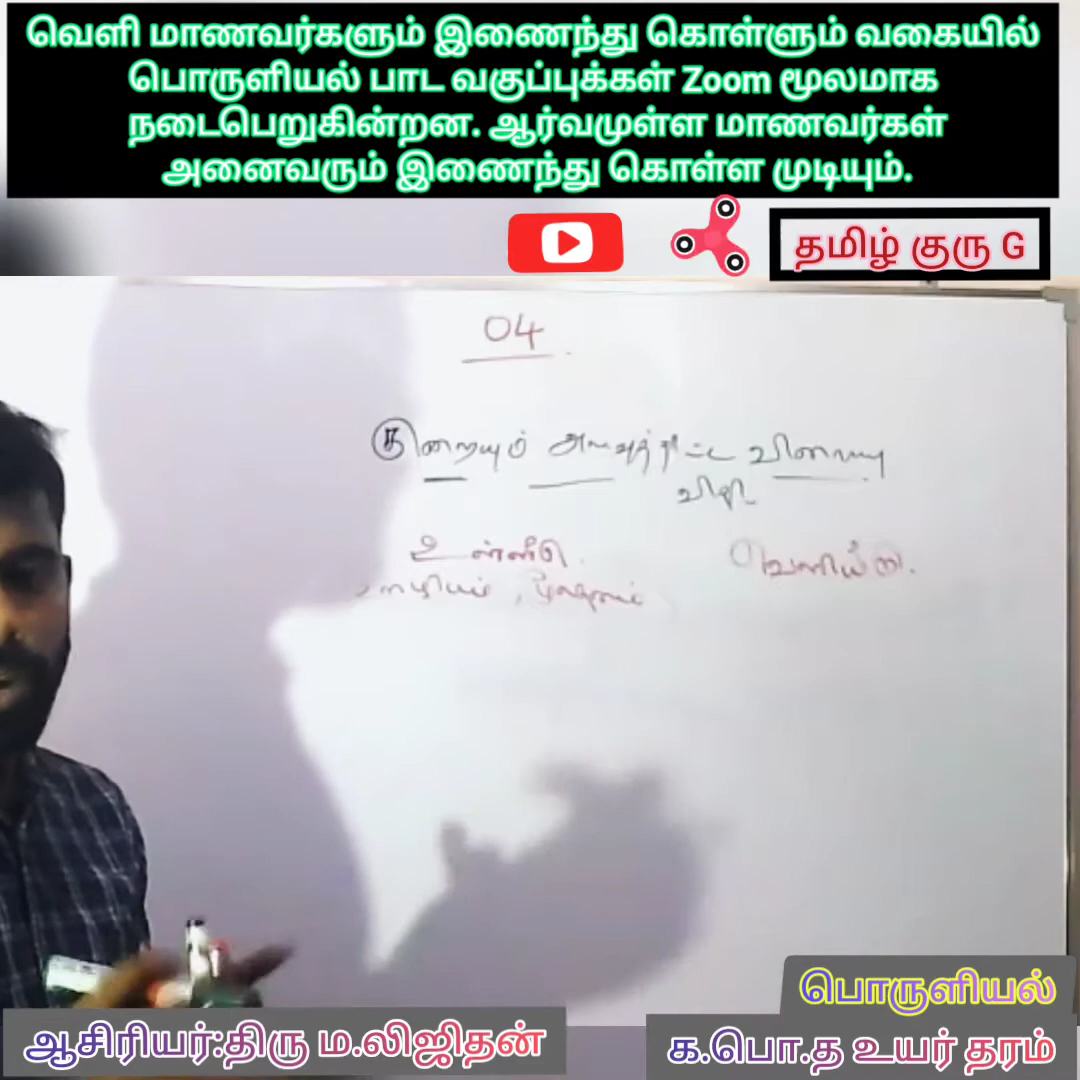 வெளி மாணவர்களும் இணைந்து கொள்ளும் வகையில்
பொருளியல் பாட வகுப்புக்கள் Zoom மூலமாக
நடைபெறுகின்றன. ஆர்வமுள்ள மாணவர்கள்
அனைவரும் இணைந்து கொள்ள முடியும்.
தமிழ் குரு G
04
விதி
உள்ளீடு.
வெளியீடு.
பொருளியல்
ஆசிரியர்:திரு ம.லிஜிதன்
க.பொ.த உயர் தரம்